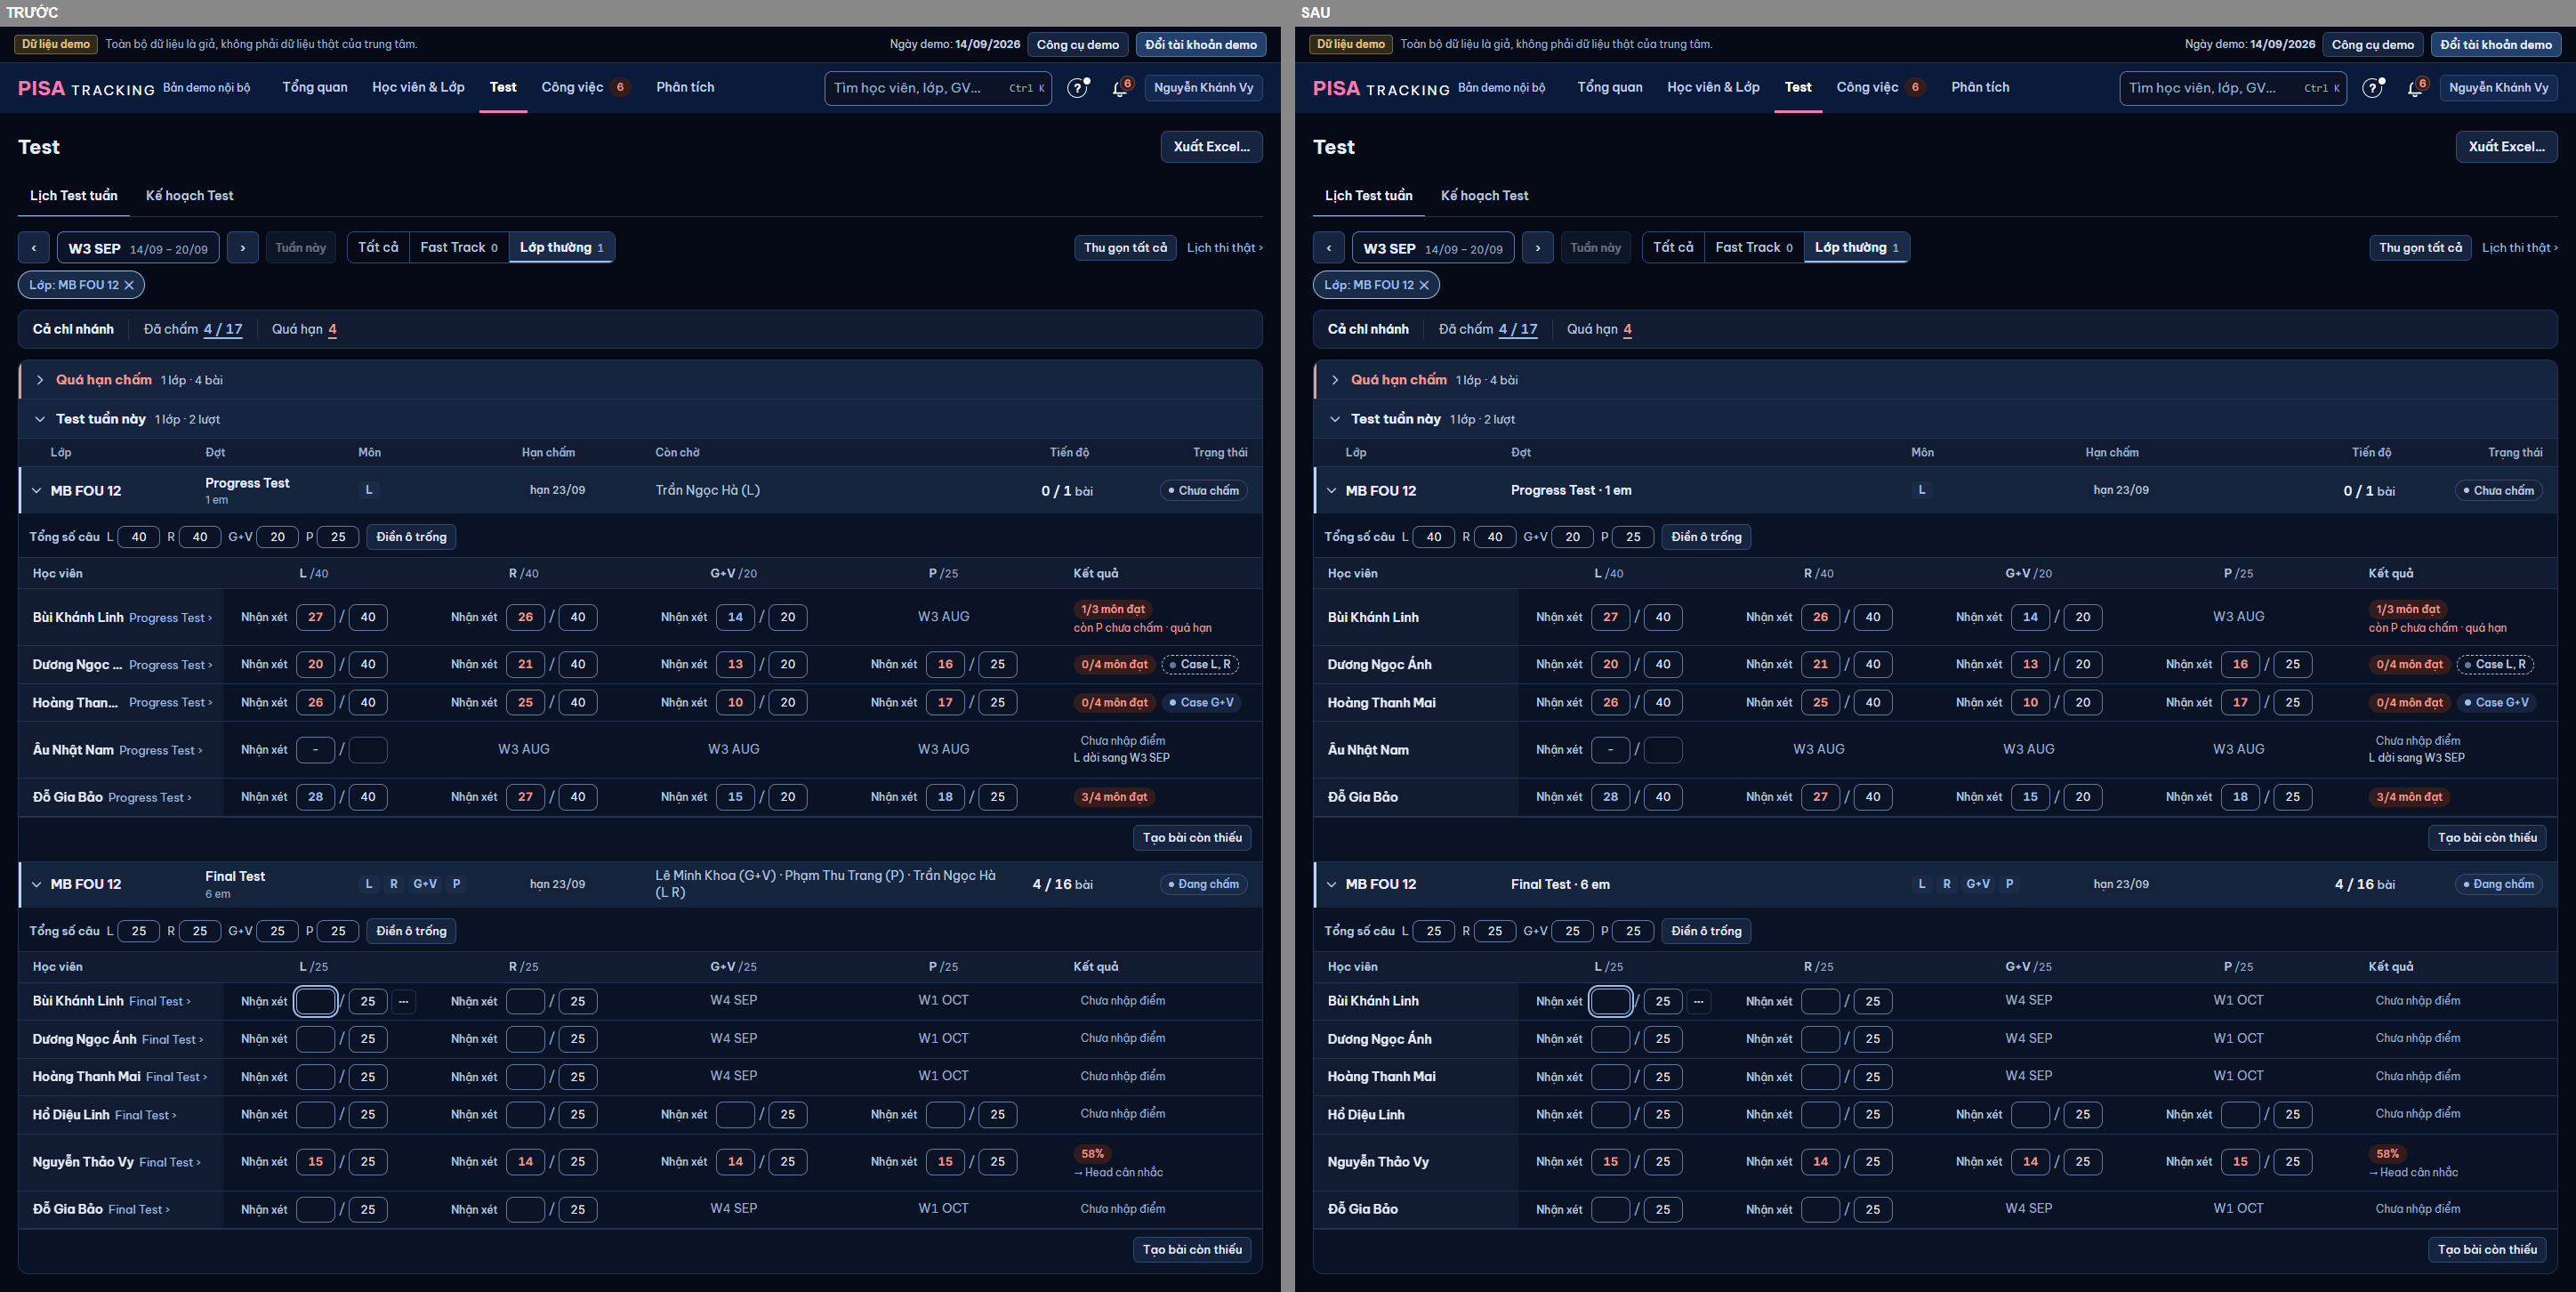 TRƯỚC
Dữ liệu demo Toàn bộ dữ liệu là giả, không phải dữ liệu thật của trung tâm. Ngày demo: 14/09/2026 Công cụ demo Đổi tài khoản demo
PISA TRACKING Bản demo nội bộ Tổng quan Học viên & Lớp Test Công việc 6 Phân tích Tìm học viên, lớp, GV... Ctrl K ? 6 Nguyễn Khánh Vy
Test Xuất Excel...
Lịch Test tuần Kế hoạch Test
‹ W3 SEP 14/09 – 20/09 › Tuần này Tất cả Fast Track 0 Lớp thường 1 Thu gọn tất cả Lịch thi thật ›
Lớp: MB FOU 12 ✕
Cả chi nhánh Đã chấm 4 / 17 Quá hạn 4
Quá hạn chấm 1 lớp · 4 bài
Test tuần này 1 lớp · 2 lượt
Lớp Đợt Môn Hạn chấm Còn chờ Tiến độ Trạng thái
MB FOU 12 Progress Test L hạn 23/09 Trần Ngọc Hà (L) 0 / 1 bài • Chưa chấm
1 em
Tổng số câu L 40 R 40 G+V 20 P 25 Điền ô trống
Học viên L /40 R /40 G+V /20 P /25 Kết quả
Bùi Khánh Linh Progress Test › Nhận xét 27 / 40 Nhận xét 26 / 40 Nhận xét 14 / 20 W3 AUG 1/3 môn đạt
còn P chưa chấm · quá hạn
Dương Ngọc ... Progress Test › Nhận xét 20 / 40 Nhận xét 21 / 40 Nhận xét 13 / 20 Nhận xét 16 / 25 0/4 môn đạt • Case L, R
Hoàng Than... Progress Test › Nhận xét 26 / 40 Nhận xét 25 / 40 Nhận xét 10 / 20 Nhận xét 17 / 25 0/4 môn đạt • Case G+V
Âu Nhật Nam Progress Test › Nhận xét - / W3 AUG W3 AUG W3 AUG Chưa nhập điểm
L dời sang W3 SEP
Đỗ Gia Bảo Progress Test › Nhận xét 28 / 40 Nhận xét 27 / 40 Nhận xét 15 / 20 Nhận xét 18 / 25 3/4 môn đạt
Tạo bài còn thiếu
MB FOU 12 Final Test L R G+V P hạn 23/09 Lê Minh Khoa (G+V) · Phạm Thu Trang (P) · Trần Ngọc Hà (L R) 4 / 16 bài • Đang chấm
6 em
Tổng số câu L 25 R 25 G+V 25 P 25 Điền ô trống
Học viên L /25 R /25 G+V /25 P /25 Kết quả
Bùi Khánh Linh Final Test › Nhận xét / 25 ... Nhận xét / 25 W4 SEP W1 OCT Chưa nhập điểm
Dương Ngọc Ánh Final Test › Nhận xét / 25 Nhận xét / 25 W4 SEP W1 OCT Chưa nhập điểm
Hoàng Thanh Mai Final Test › Nhận xét / 25 Nhận xét / 25 W4 SEP W1 OCT Chưa nhập điểm
Hồ Diệu Linh Final Test › Nhận xét / 25 Nhận xét / 25 Nhận xét / 25 Nhận xét / 25 Chưa nhập điểm
Nguyễn Thảo Vy Final Test › Nhận xét 15 / 25 Nhận xét 14 / 25 Nhận xét 14 / 25 Nhận xét 15 / 25 58%
→ Head cân nhắc
Đỗ Gia Bảo Final Test › Nhận xét / 25 Nhận xét / 25 W4 SEP W1 OCT Chưa nhập điểm
Tạo bài còn thiếu
SAU
Dữ liệu demo Toàn bộ dữ liệu là giả, không phải dữ liệu thật của trung tâm. Ngày demo: 14/09/2026 Công cụ demo Đổi tài khoản demo
PISA TRACKING Bản demo nội bộ Tổng quan Học viên & Lớp Test Công việc 6 Phân tích Tìm học viên, lớp, GV... Ctrl K ? 6 Nguyễn Khánh Vy
Test Xuất Excel...
Lịch Test tuần Kế hoạch Test
‹ W3 SEP 14/09 – 20/09 › Tuần này Tất cả Fast Track 0 Lớp thường 1 Thu gọn tất cả Lịch thi thật ›
Lớp: MB FOU 12 ✕
Cả chi nhánh Đã chấm 4 / 17 Quá hạn 4
Quá hạn chấm 1 lớp · 4 bài
Test tuần này 1 lớp · 2 lượt
Lớp Đợt Môn Hạn chấm Tiến độ Trạng thái
MB FOU 12 Progress Test · 1 em L hạn 23/09 0 / 1 bài • Chưa chấm
Tổng số câu L 40 R 40 G+V 20 P 25 Điền ô trống
Học viên L /40 R /40 G+V /20 P /25 Kết quả
Bùi Khánh Linh Nhận xét 27 / 40 Nhận xét 26 / 40 Nhận xét 14 / 20 W3 AUG 1/3 môn đạt
còn P chưa chấm · quá hạn
Dương Ngọc Ánh Nhận xét 20 / 40 Nhận xét 21 / 40 Nhận xét 13 / 20 Nhận xét 16 / 25 0/4 môn đạt • Case L, R
Hoàng Thanh Mai Nhận xét 26 / 40 Nhận xét 25 / 40 Nhận xét 10 / 20 Nhận xét 17 / 25 0/4 môn đạt • Case G+V
Âu Nhật Nam Nhận xét - / W3 AUG W3 AUG W3 AUG Chưa nhập điểm
L dời sang W3 SEP
Đỗ Gia Bảo Nhận xét 28 / 40 Nhận xét 27 / 40 Nhận xét 15 / 20 Nhận xét 18 / 25 3/4 môn đạt
Tạo bài còn thiếu
MB FOU 12 Final Test · 6 em L R G+V P hạn 23/09 4 / 16 bài • Đang chấm
Tổng số câu L 25 R 25 G+V 25 P 25 Điền ô trống
Học viên L /25 R /25 G+V /25 P /25 Kết quả
Bùi Khánh Linh Nhận xét / 25 ... Nhận xét / 25 W4 SEP W1 OCT Chưa nhập điểm
Dương Ngọc Ánh Nhận xét / 25 Nhận xét / 25 W4 SEP W1 OCT Chưa nhập điểm
Hoàng Thanh Mai Nhận xét / 25 Nhận xét / 25 W4 SEP W1 OCT Chưa nhập điểm
Hồ Diệu Linh Nhận xét / 25 Nhận xét / 25 Nhận xét / 25 Nhận xét / 25 Chưa nhập điểm
Nguyễn Thảo Vy Nhận xét 15 / 25 Nhận xét 14 / 25 Nhận xét 14 / 25 Nhận xét 15 / 25 58%
→ Head cân nhắc
Đỗ Gia Bảo Nhận xét / 25 Nhận xét / 25 W4 SEP W1 OCT Chưa nhập điểm
Tạo bài còn thiếu